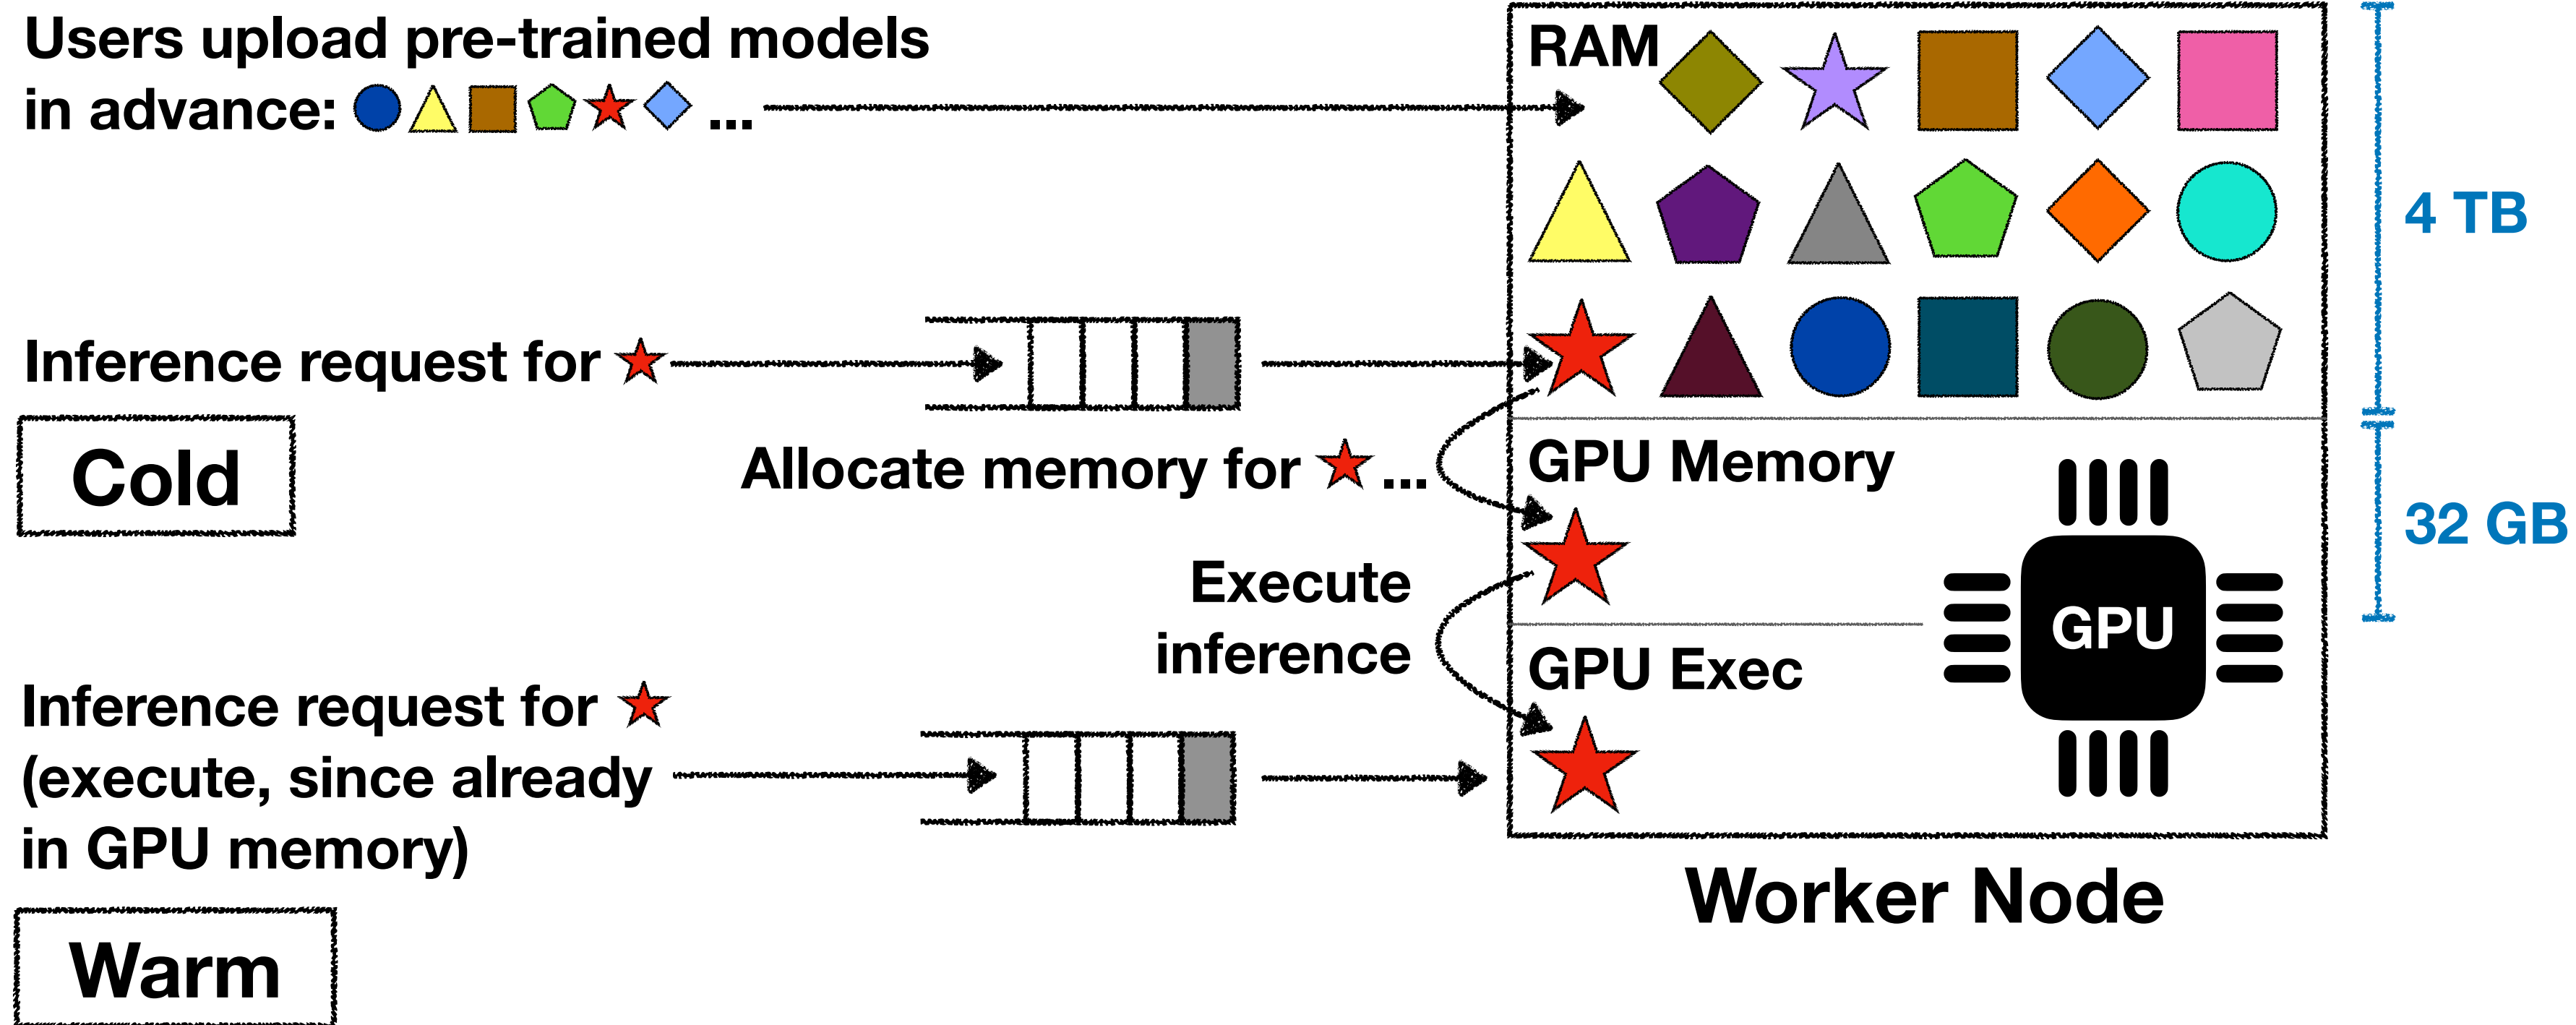 Users upload pre-trained models
in advance: ...
RAM
4 TB
Inference request for
Cold
Allocate memory for ...
GPU Memory
32 GB
Execute
inference
GPU
GPU Exec
Inference request for
(execute, since already
in GPU memory)
Warm
Worker Node